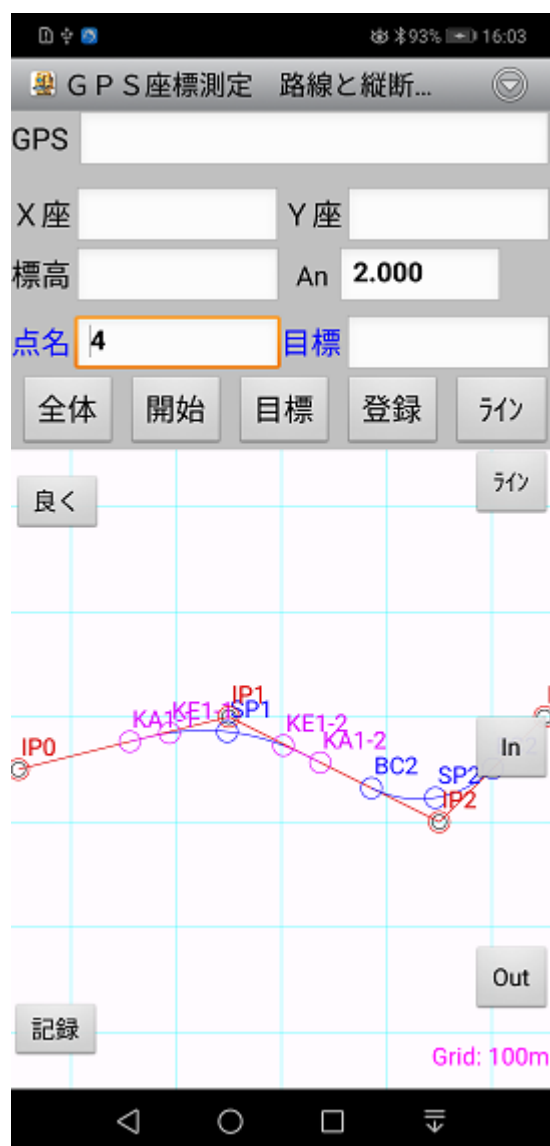 93% 16:03
ＧＰＳ座標測定 路線と縦断...
GPS
Ｘ座 Ｙ座
標高 An 2.000
点名 4 目標
全体 開始 目標 登録 ﾗｲﾝ
ﾗｲﾝ
良く
IP1
KA1-1 KE1-1 SP1
KE1-2
KA1-2
IP0
In
BC2
SP2
IP2
Out
記録
Grid: 100m